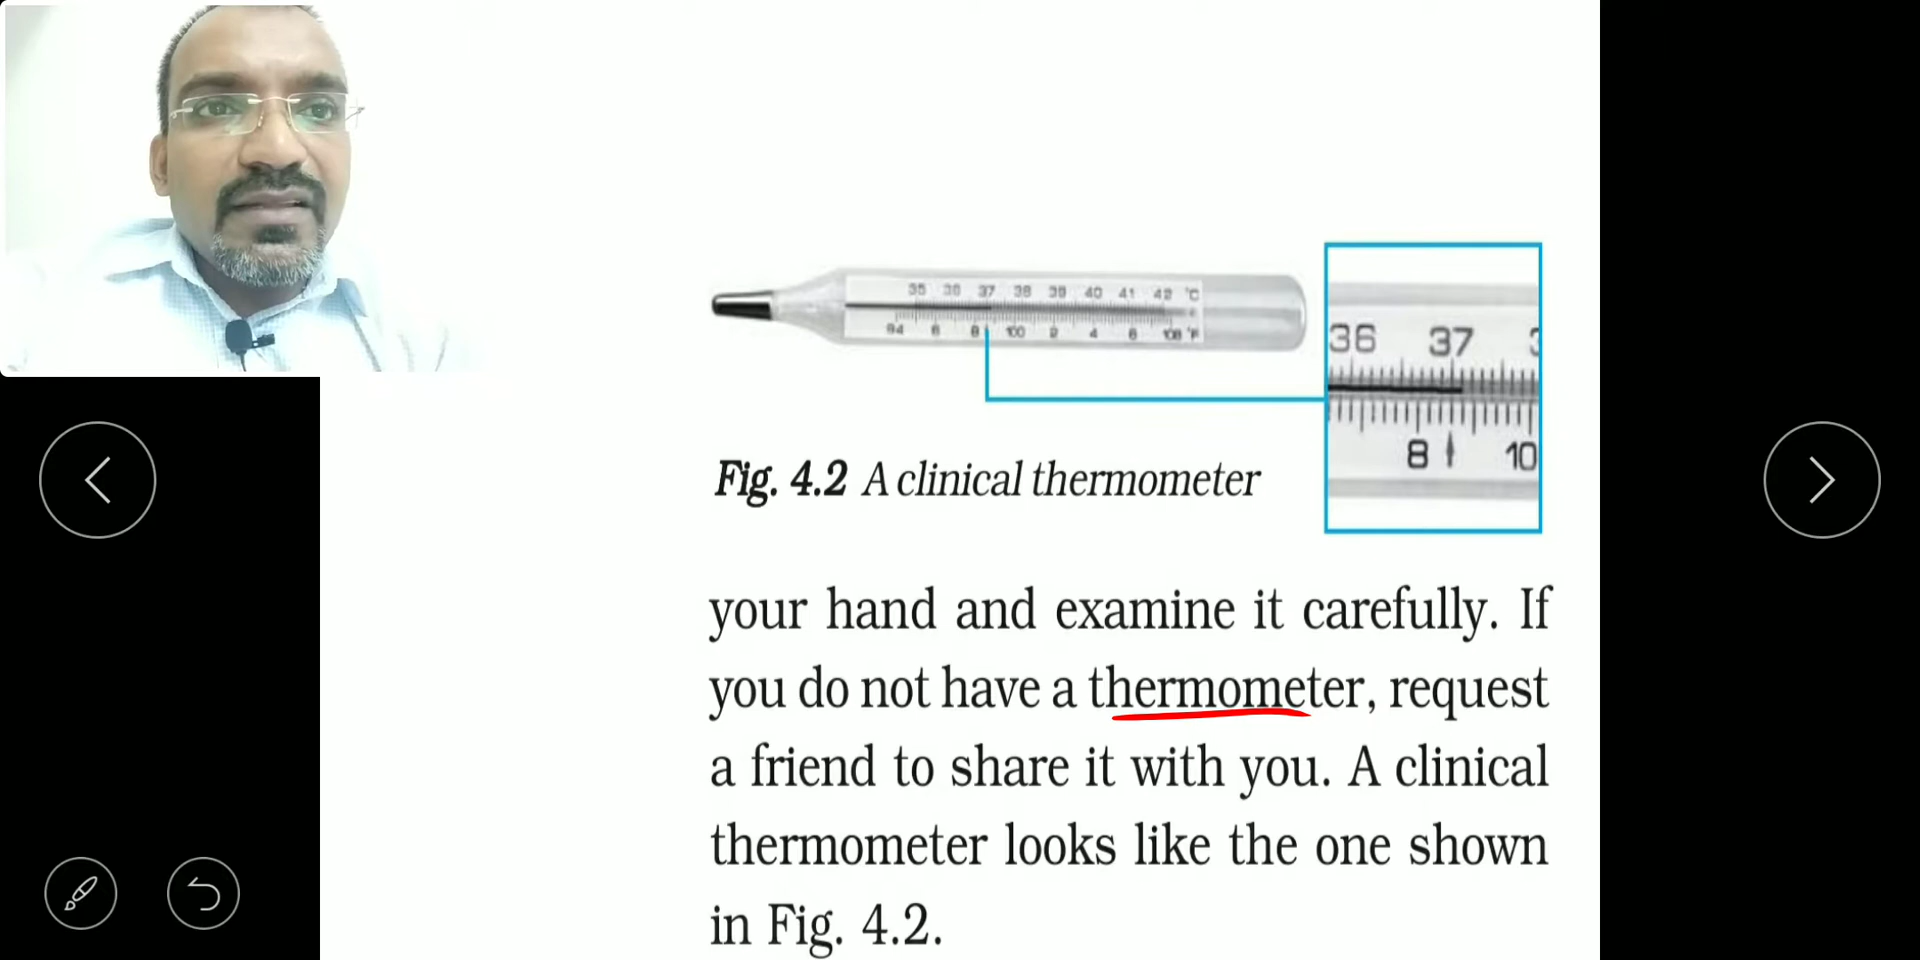 35 36 37 38 39 40 41 42 °C
94 6 8 100 2 4 6 108 °F
36 37
8 10
Fig. 4.2 A clinical thermometer
your hand and examine it carefully. If
you do not have a thermometer, request
a friend to share it with you. A clinical
thermometer looks like the one shown
in Fig. 4.2.